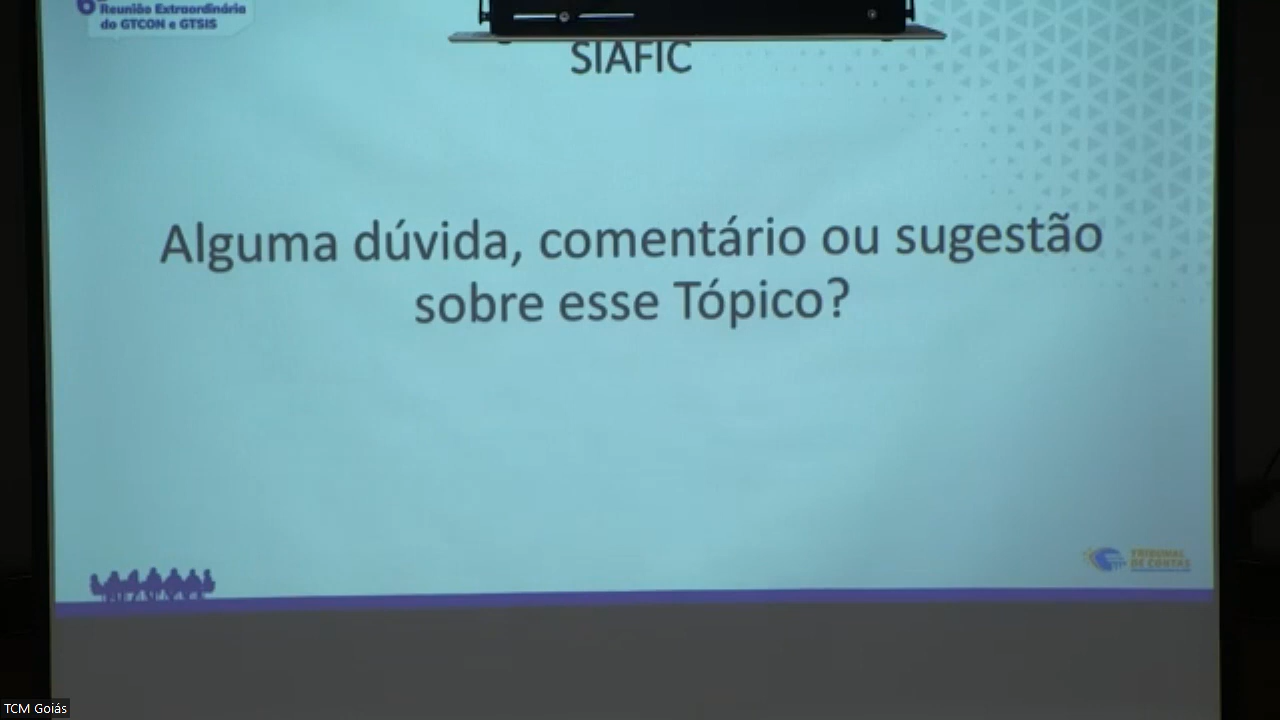 6ª
Reunião Extraordinária
do GTCON e GTSIS
SIAFIC
Alguma dúvida, comentário ou sugestão
sobre esse Tópico?
TRIBUNAL
DE CONTAS
TCM Goiás